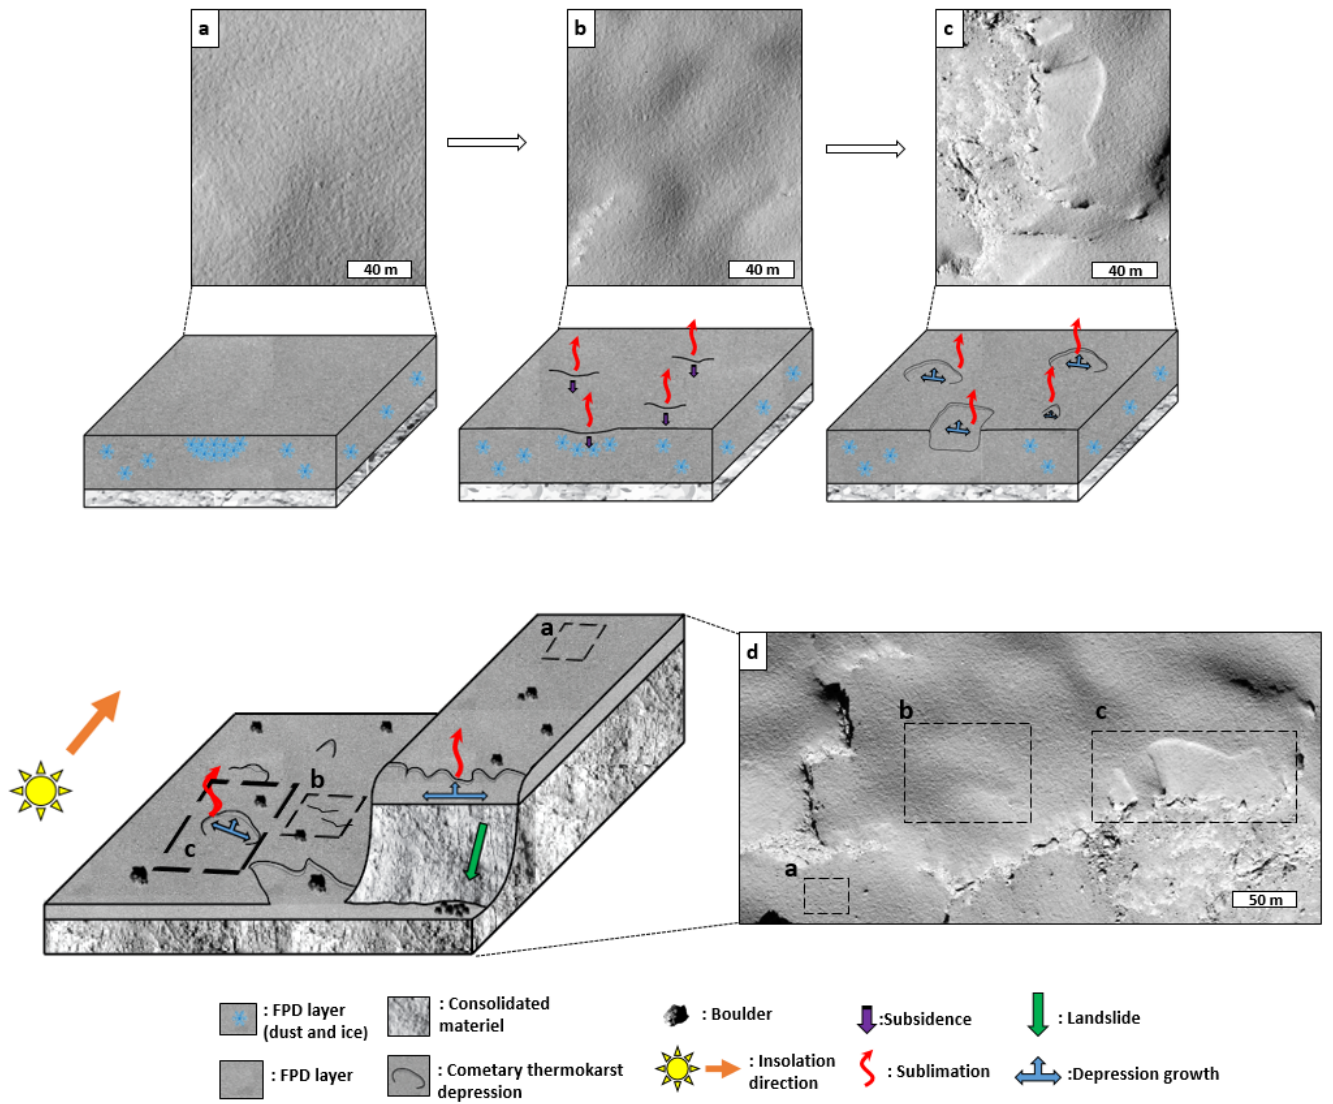 a
b
c
40 m
40 m
40 m
a
b
c
d
b
c
a
50 m
: FPD layer
(dust and ice)
: Consolidated
materiel
: Boulder
:Subsidence
: Landslide
: FPD layer
: Cometary thermokarst
depression
: Insolation
direction
: Sublimation
:Depression growth